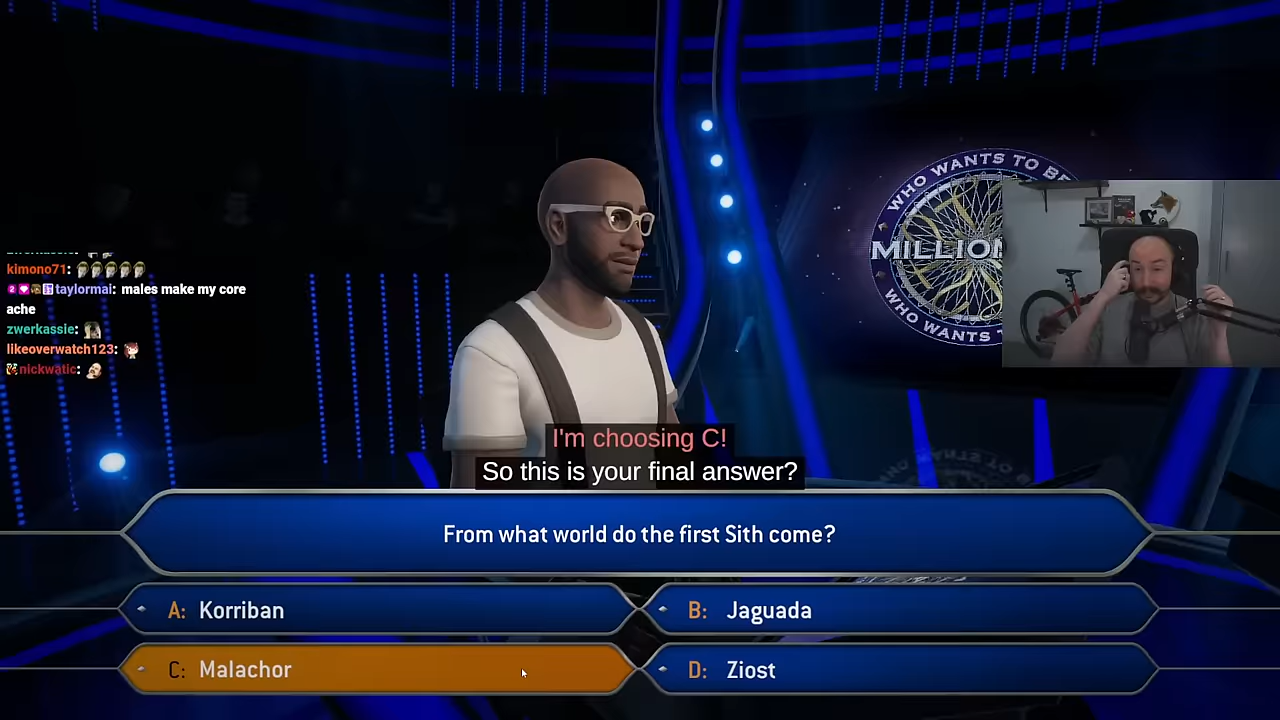 WHO WANTS TO BE
MILLION
WHO WANTS T
kimono71:
taylormai: males make my core
ache
zwerkassie:
likeoverwatch123:
nickwatic:
I'm choosing C!
So this is your final answer?
From what world do the first Sith come?
A: Korriban
B: Jaguada
C: Malachor
D: Ziost